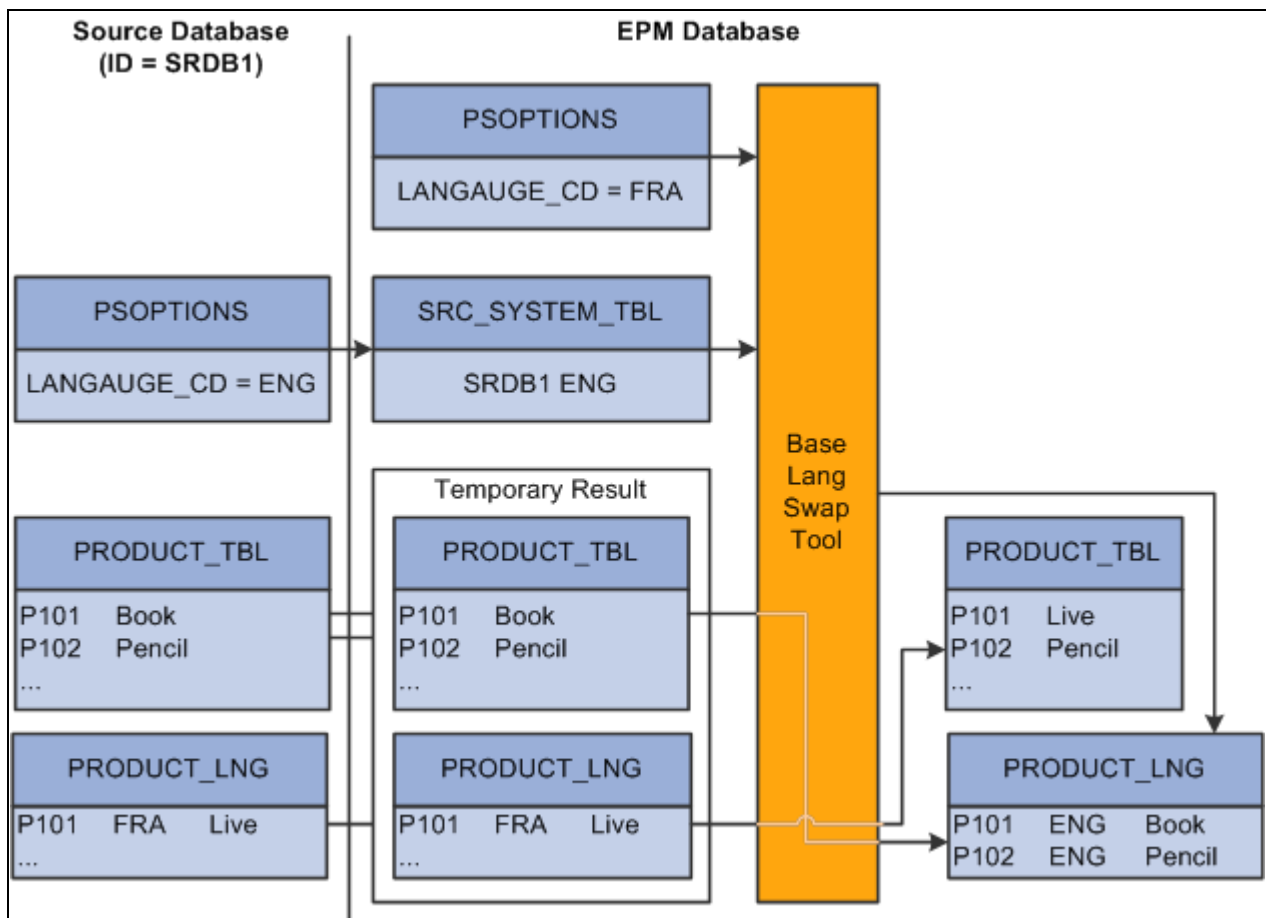 Source Database
(ID = SRDB1)
EPM Database
PSOPTIONS
LANGAUGE_CD = FRA
PSOPTIONS
LANGAUGE_CD = ENG
SRC_SYSTEM_TBL
SRDB1 ENG
Base
Lang
Swap
Tool
Temporary Result
PRODUCT_TBL
P101 Book
P102 Pencil
...
PRODUCT_TBL
P101 Book
P102 Pencil
...
PRODUCT_TBL
P101 Live
P102 Pencil
...
PRODUCT_LNG
P101 FRA Live
...
PRODUCT_LNG
P101 FRA Live
...
PRODUCT_LNG
P101 ENG Book
P102 ENG Pencil